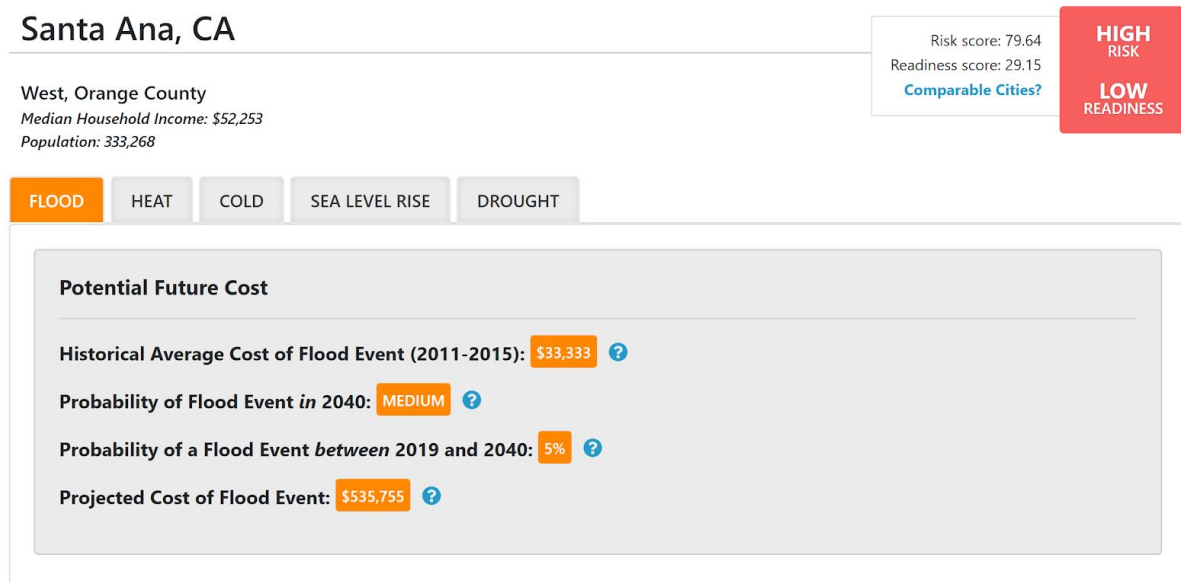 Santa Ana, CA
Risk score: 79.64
Readiness score: 29.15
Comparable Cities?
HIGH
RISK
LOW
READINESS
West, Orange County
Median Household Income: $52,253
Population: 333,268
FLOOD HEAT COLD SEA LEVEL RISE DROUGHT
Potential Future Cost
Historical Average Cost of Flood Event (2011-2015): $33,333 ?
Probability of Flood Event in 2040: MEDIUM ?
Probability of a Flood Event between 2019 and 2040: 5% ?
Projected Cost of Flood Event: $535,755 ?